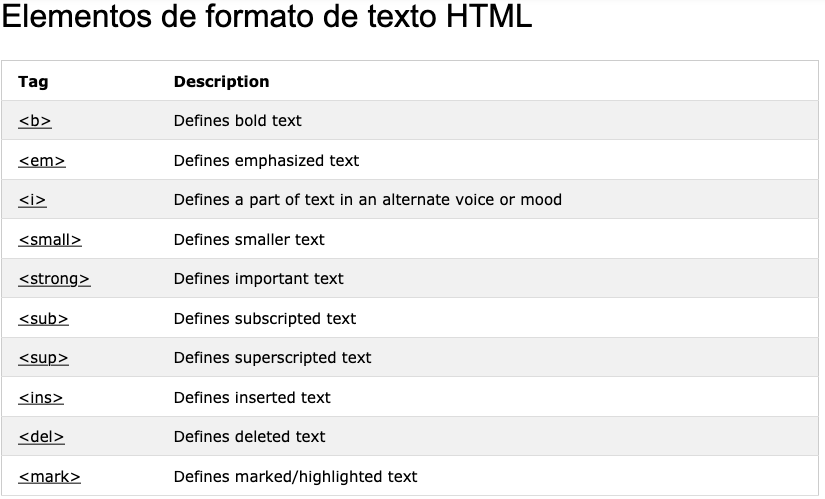 Elementos de formato de texto HTML
Tag Description
<b> Defines bold text
<em> Defines emphasized text
<i> Defines a part of text in an alternate voice or mood
<small> Defines smaller text
<strong> Defines important text
<sub> Defines subscripted text
<sup> Defines superscripted text
<ins> Defines inserted text
<del> Defines deleted text
<mark> Defines marked/highlighted text